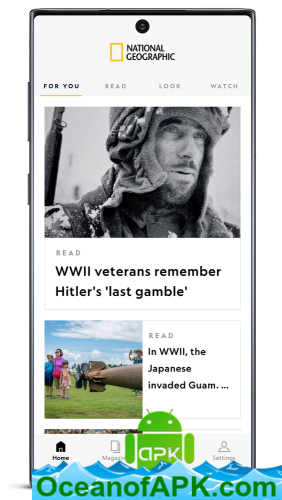 NATIONAL
GEOGRAPHIC
FOR YOU READ LOOK WATCH
READ
WWII veterans remember
Hitler's 'last gamble'
READ
In WWII, the
Japanese
invaded Guam. ...
Home Magazin Settings
apk
OceanofAPK.com